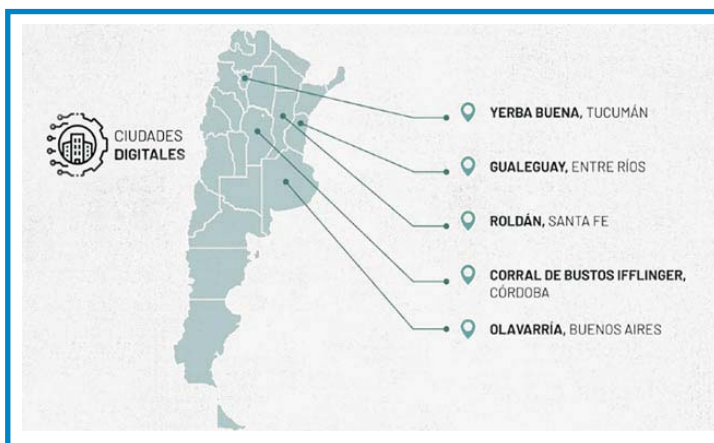 CIUDADES
DIGITALES
YERBA BUENA, TUCUMÁN
GUALEGUAY, ENTRE RÍOS
ROLDÁN, SANTA FE
CORRAL DE BUSTOS IFFLINGER,
CÓRDOBA
OLAVARRÍA, BUENOS AIRES